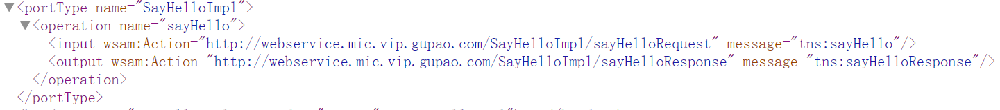 ▼<portType name="SayHelloImpl">
▼<operation name="sayHello">
<input wsam:Action="http://webservice.mic.vip.gupao.com/SayHelloImpl/sayHelloRequest" message="tns:sayHello"/>
<output wsam:Action="http://webservice.mic.vip.gupao.com/SayHelloImpl/sayHelloResponse" message="tns:sayHelloResponse"/>
</operation>
</portType>